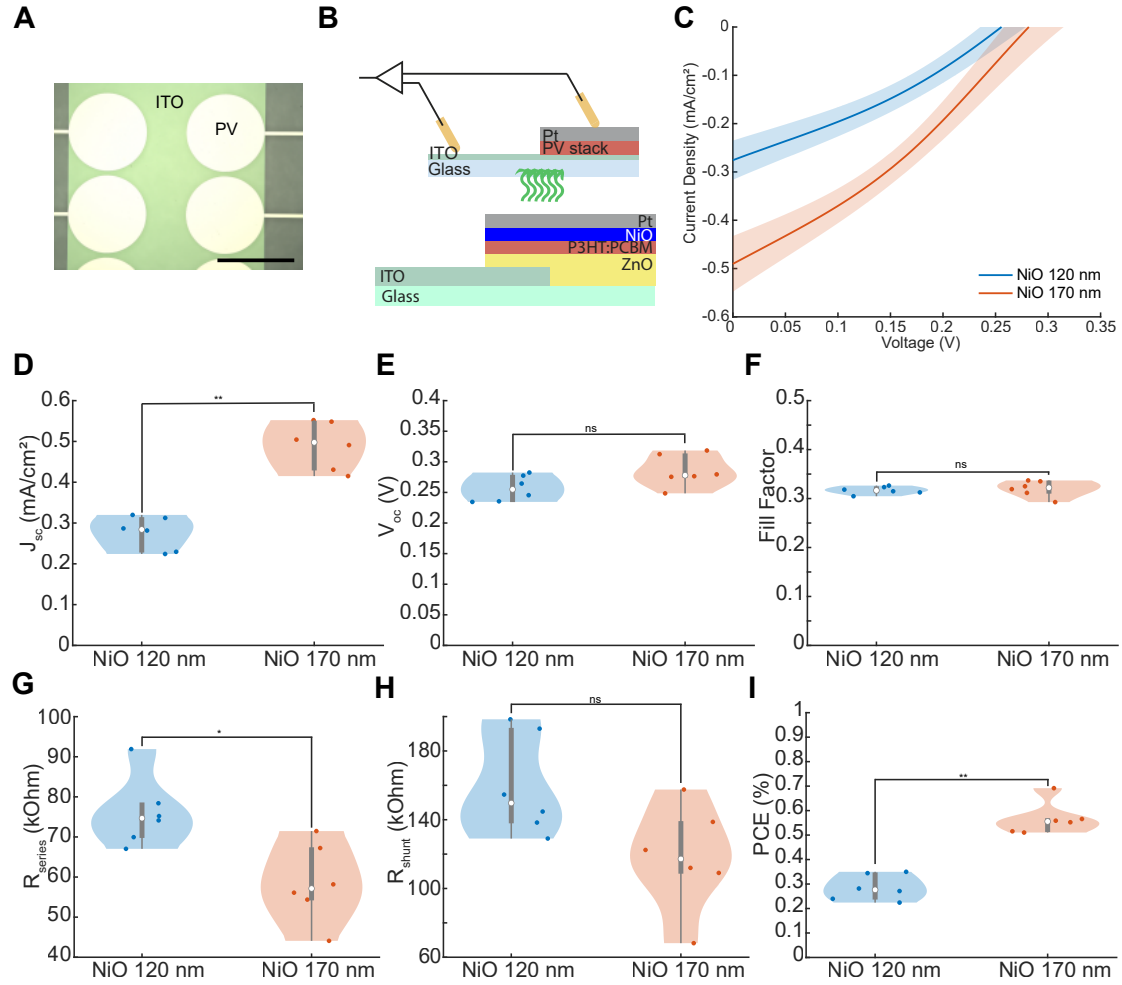 A
ITO
PV
B
Pt
PV stack
ITO
Glass
Pt
NiO
P3HT:PCBM
ZnO
ITO
Glass
C
0
-0.1
-0.2
-0.3
-0.4
-0.5
-0.6
Current Density (mA/cm²)
NiO 120 nm
NiO 170 nm
0 0.05 0.1 0.15 0.2 0.25 0.3 0.35
Voltage (V)
D
0.6
0.5
0.4
0.3
0.2
0.1
0
Jsc (mA/cm²)
**
NiO 120 nm NiO 170 nm
E
0.4
0.35
0.3
0.25
0.2
0.15
0.1
0.05
0
Voc (V)
ns
NiO 120 nm NiO 170 nm
F
0.5
0.4
0.3
0.2
0.1
0
Fill Factor
ns
NiO 120 nm NiO 170 nm
G
100
90
80
70
60
50
40
Rseries (kOhm)
*
NiO 120 nm NiO 170 nm
H
180
140
100
60
Rshunt (kOhm)
ns
NiO 120 nm NiO 170 nm
I
1
0.9
0.8
0.7
0.6
0.5
0.4
0.3
0.2
0.1
0
PCE (%)
**
NiO 120 nm NiO 170 nm